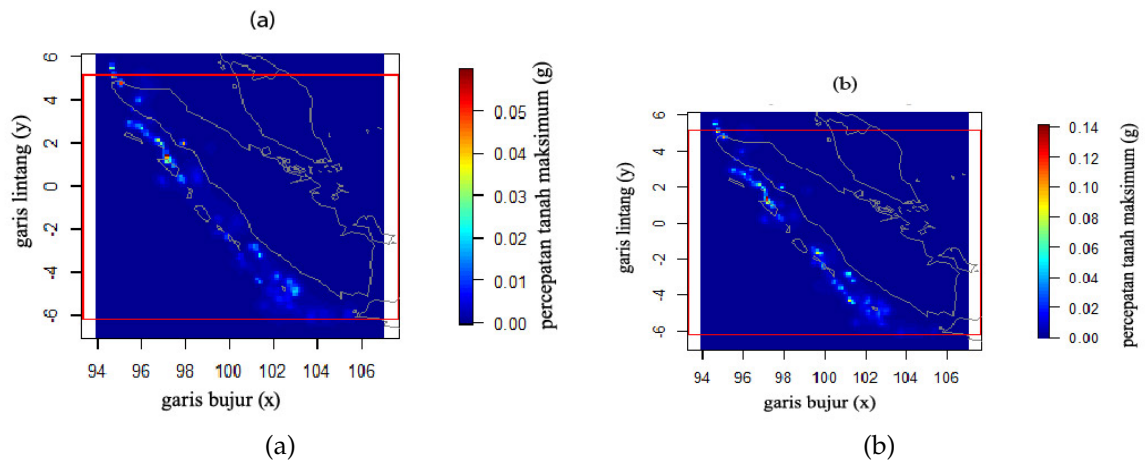 (a)
6
4
2
0
-2
-4
-6
garis lintang (y)
94 96 98 100 102 104 106
garis bujur (x)
0.05
0.04
0.03
0.02
0.01
0.00
percepatan tanah maksimum (g)
(a)
(b)
6
4
2
0
-2
-4
-6
garis lintang (y)
94 96 98 100 102 104 106
garis bujur (x)
0.14
0.12
0.10
0.08
0.06
0.04
0.02
0.00
percepatan tanah maksimum (g)
(b)